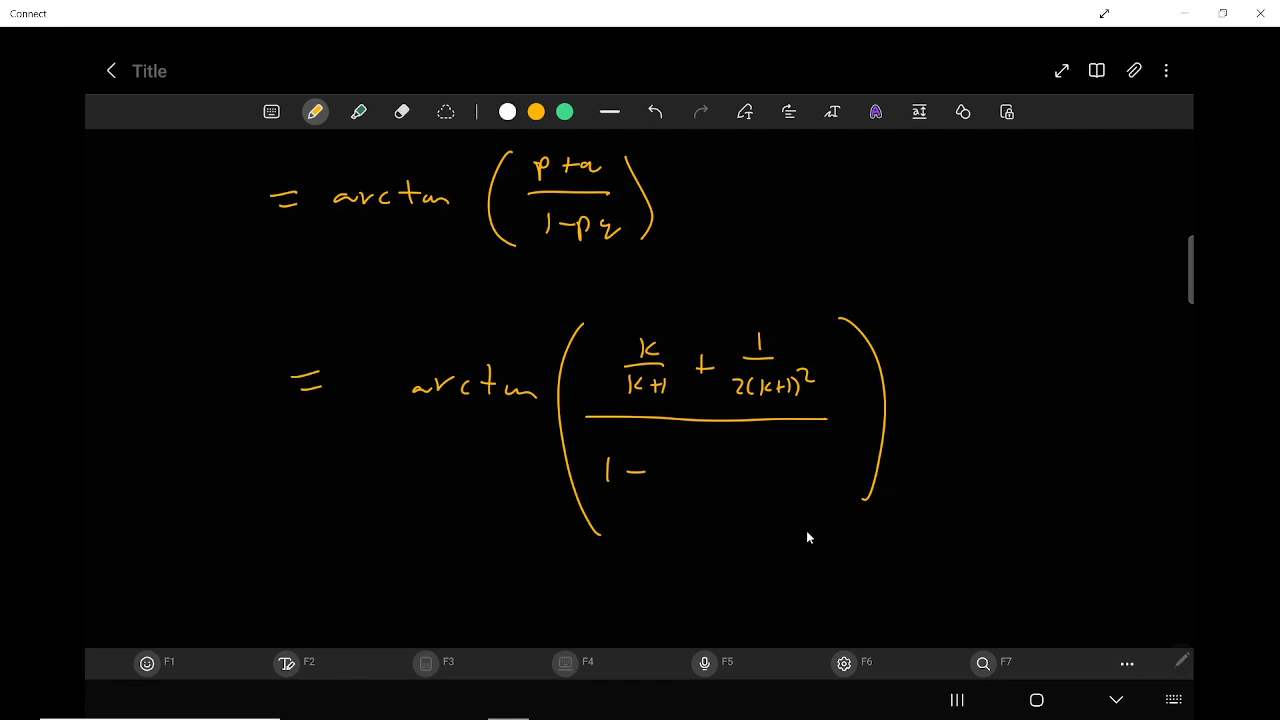 Connect
Title
= arctan ( p+q / 1-pq )
= arctan ( k/k+1 + 1/2(k+1)² / 1- )
F1 F2 F3 F4 F5 F6 F7